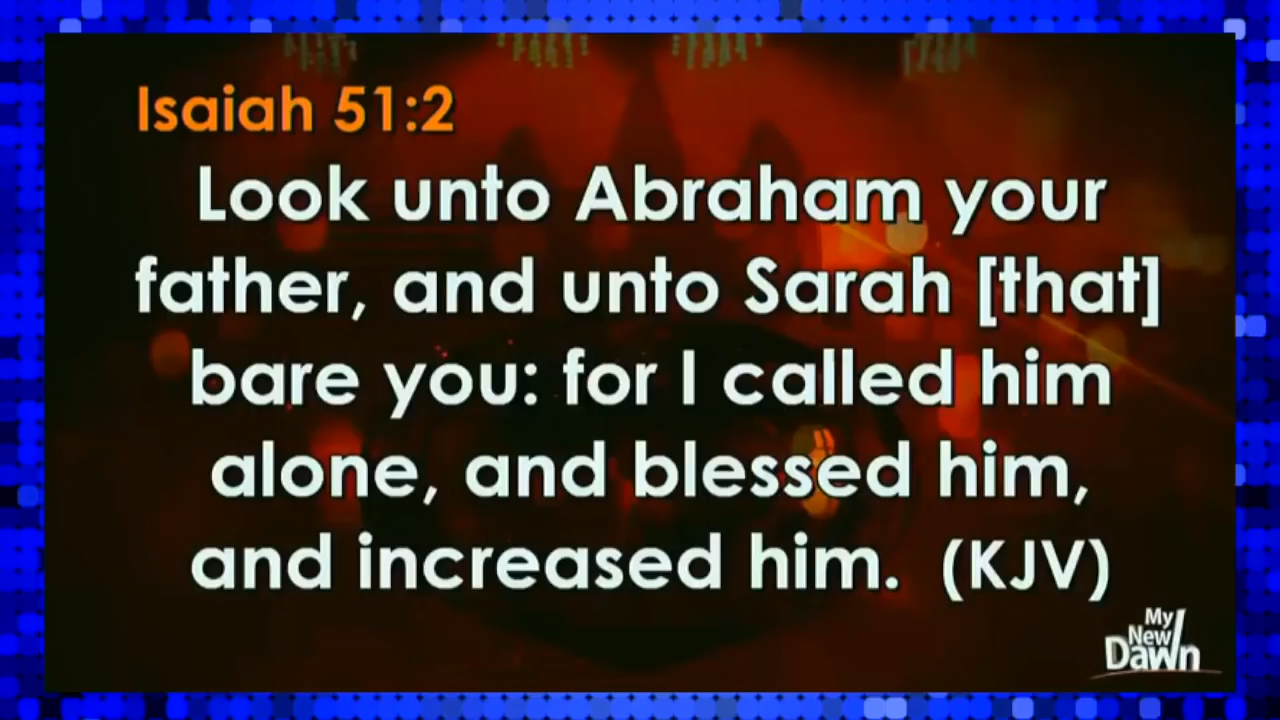 Isaiah 51:2
Look unto Abraham your
father, and unto Sarah [that]
bare you: for I called him
alone, and blessed him,
and increased him. (KJV)
My
New
Dawn